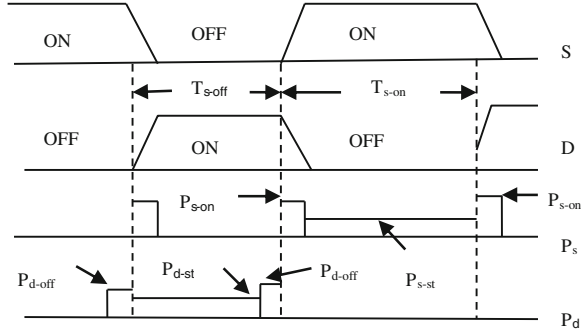 ON OFF ON S
Ts-off Ts-on
OFF ON OFF D
Ps-on Ps-on
Ps
Pd-off Pd-st Pd-off Ps-st
Pd